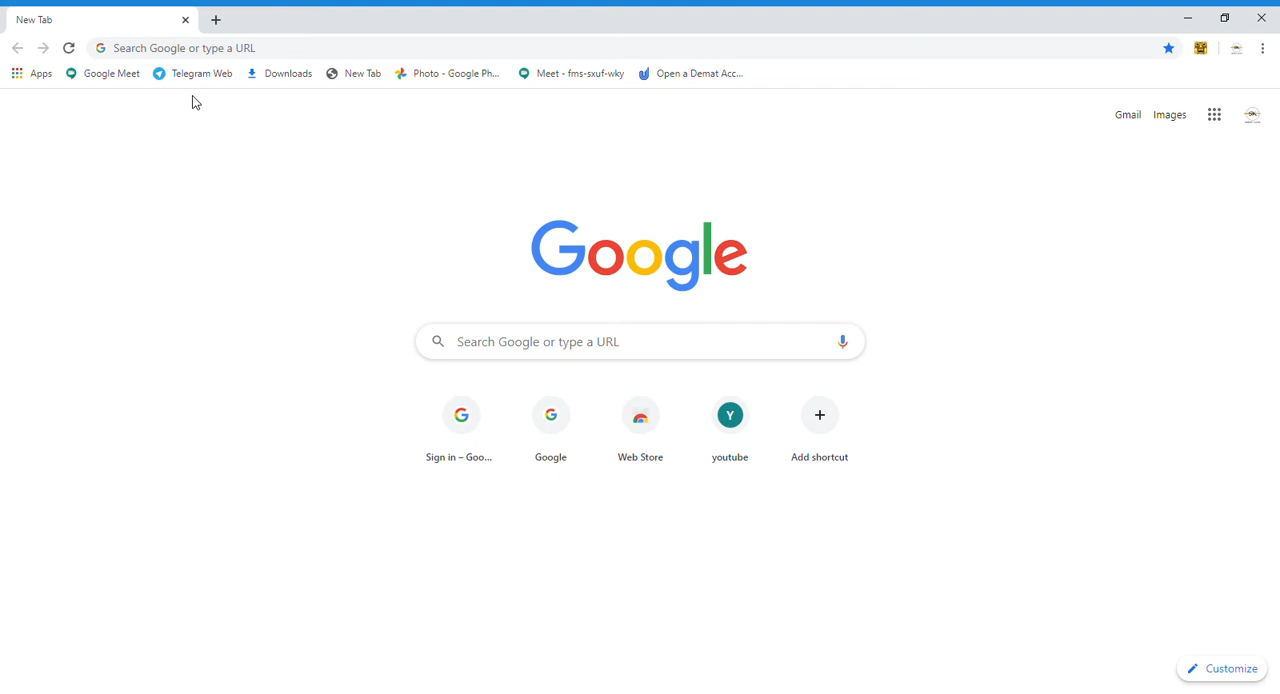 New Tab
Search Google or type a URL
Apps Google Meet Telegram Web Downloads New Tab Photo - Google Ph... Meet - fms-sxuf-wky Open a Demat Acc...
Gmail Images
Google
Search Google or type a URL
Y
Sign in – Goo... Google Web Store youtube Add shortcut
Customize